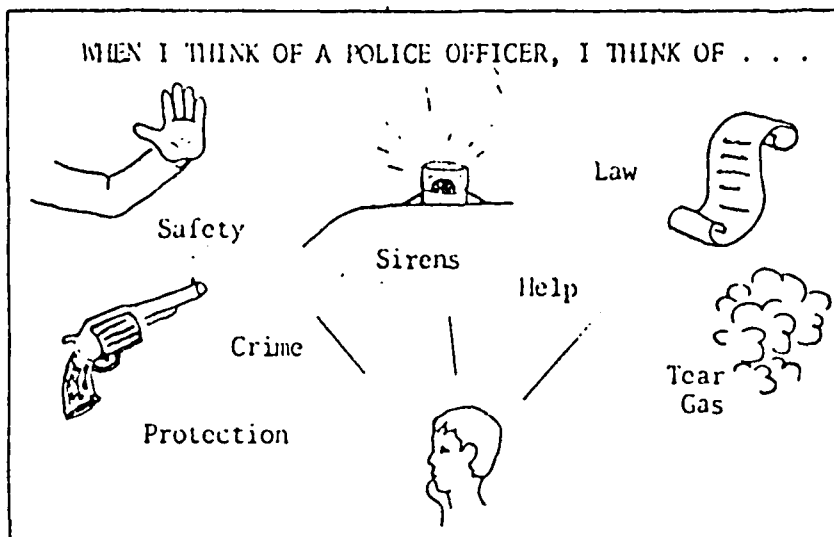 WHEN I THINK OF A POLICE OFFICER, I THINK OF . . .
Law
Safety
Sirens
Help
Crime
Tear
Gas
Protection